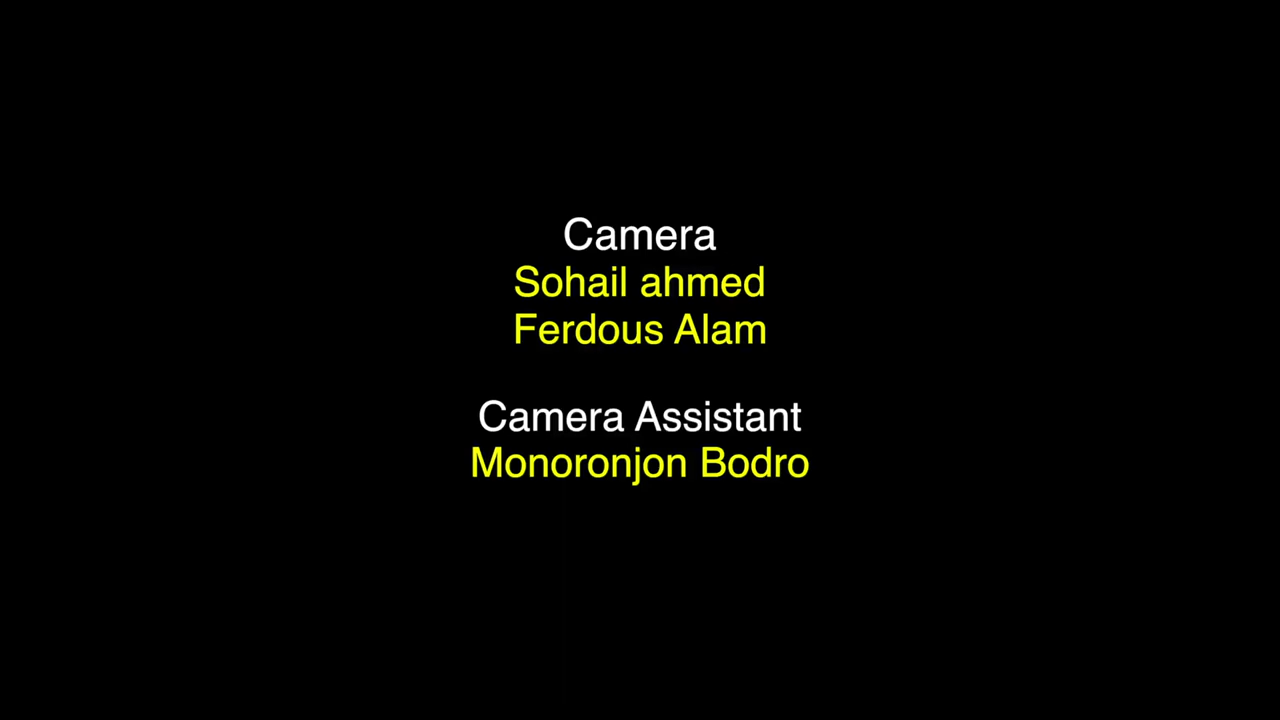 Camera
Sohail ahmed
Ferdous Alam
Camera Assistant
Monoronjon Bodro